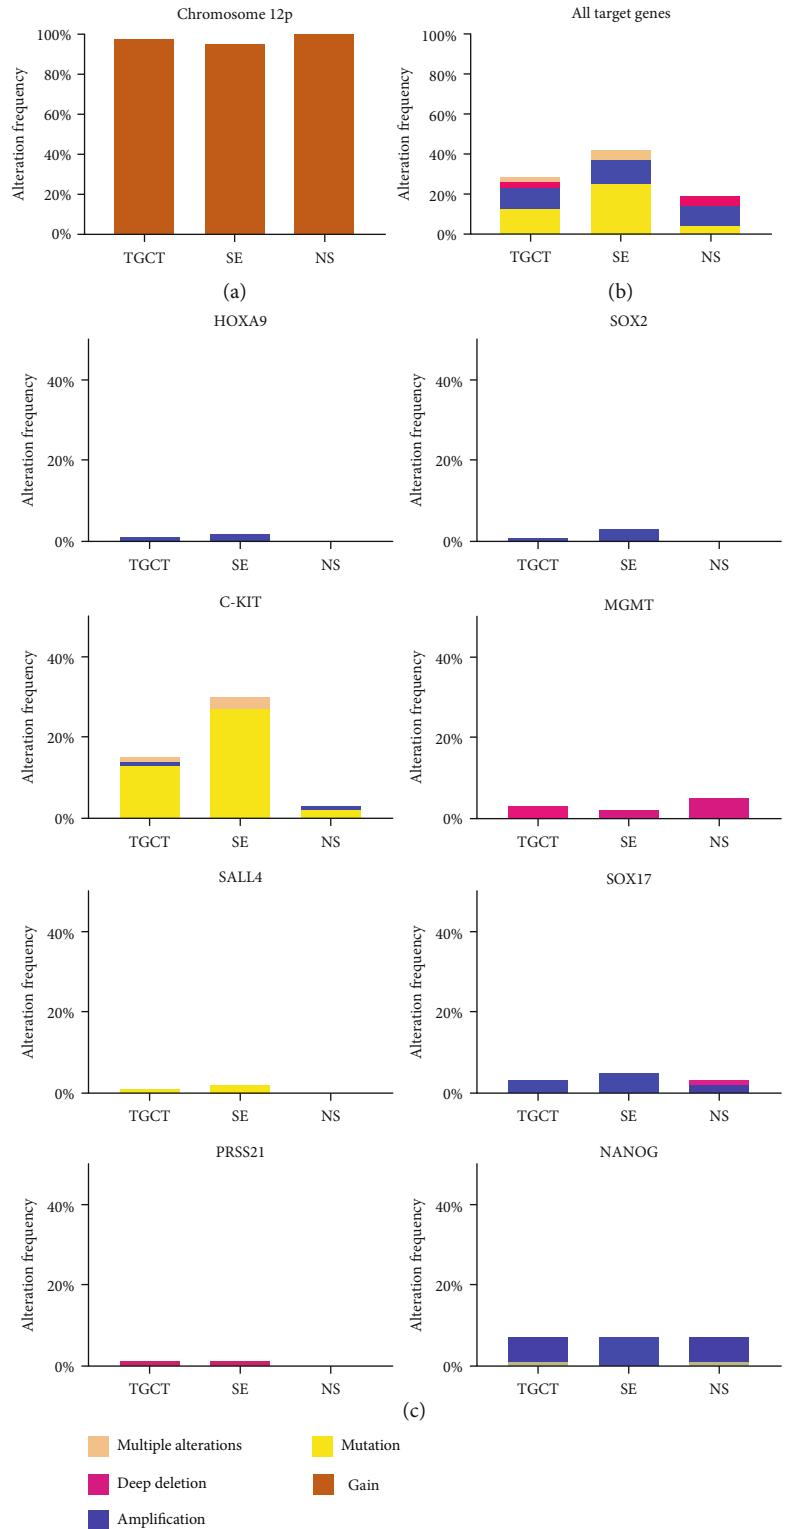 Chromosome 12p
Alteration frequency
100%
80%
60%
40%
20%
0%
TGCT SE NS
(a)
All target genes
Alteration frequency
100%
80%
60%
40%
20%
0%
TGCT SE NS
(b)
HOXA9
Alteration frequency
40%
20%
0%
TGCT SE NS
SOX2
Alteration frequency
40%
20%
0%
TGCT SE NS
C-KIT
Alteration frequency
40%
20%
0%
TGCT SE NS
MGMT
Alteration frequency
40%
20%
0%
TGCT SE NS
SALL4
Alteration frequency
40%
20%
0%
TGCT SE NS
SOX17
Alteration frequency
40%
20%
0%
TGCT SE NS
PRSS21
Alteration frequency
40%
20%
0%
TGCT SE NS
NANOG
Alteration frequency
40%
20%
0%
TGCT SE NS
(c)
Multiple alterations
Deep deletion
Amplification
Mutation
Gain